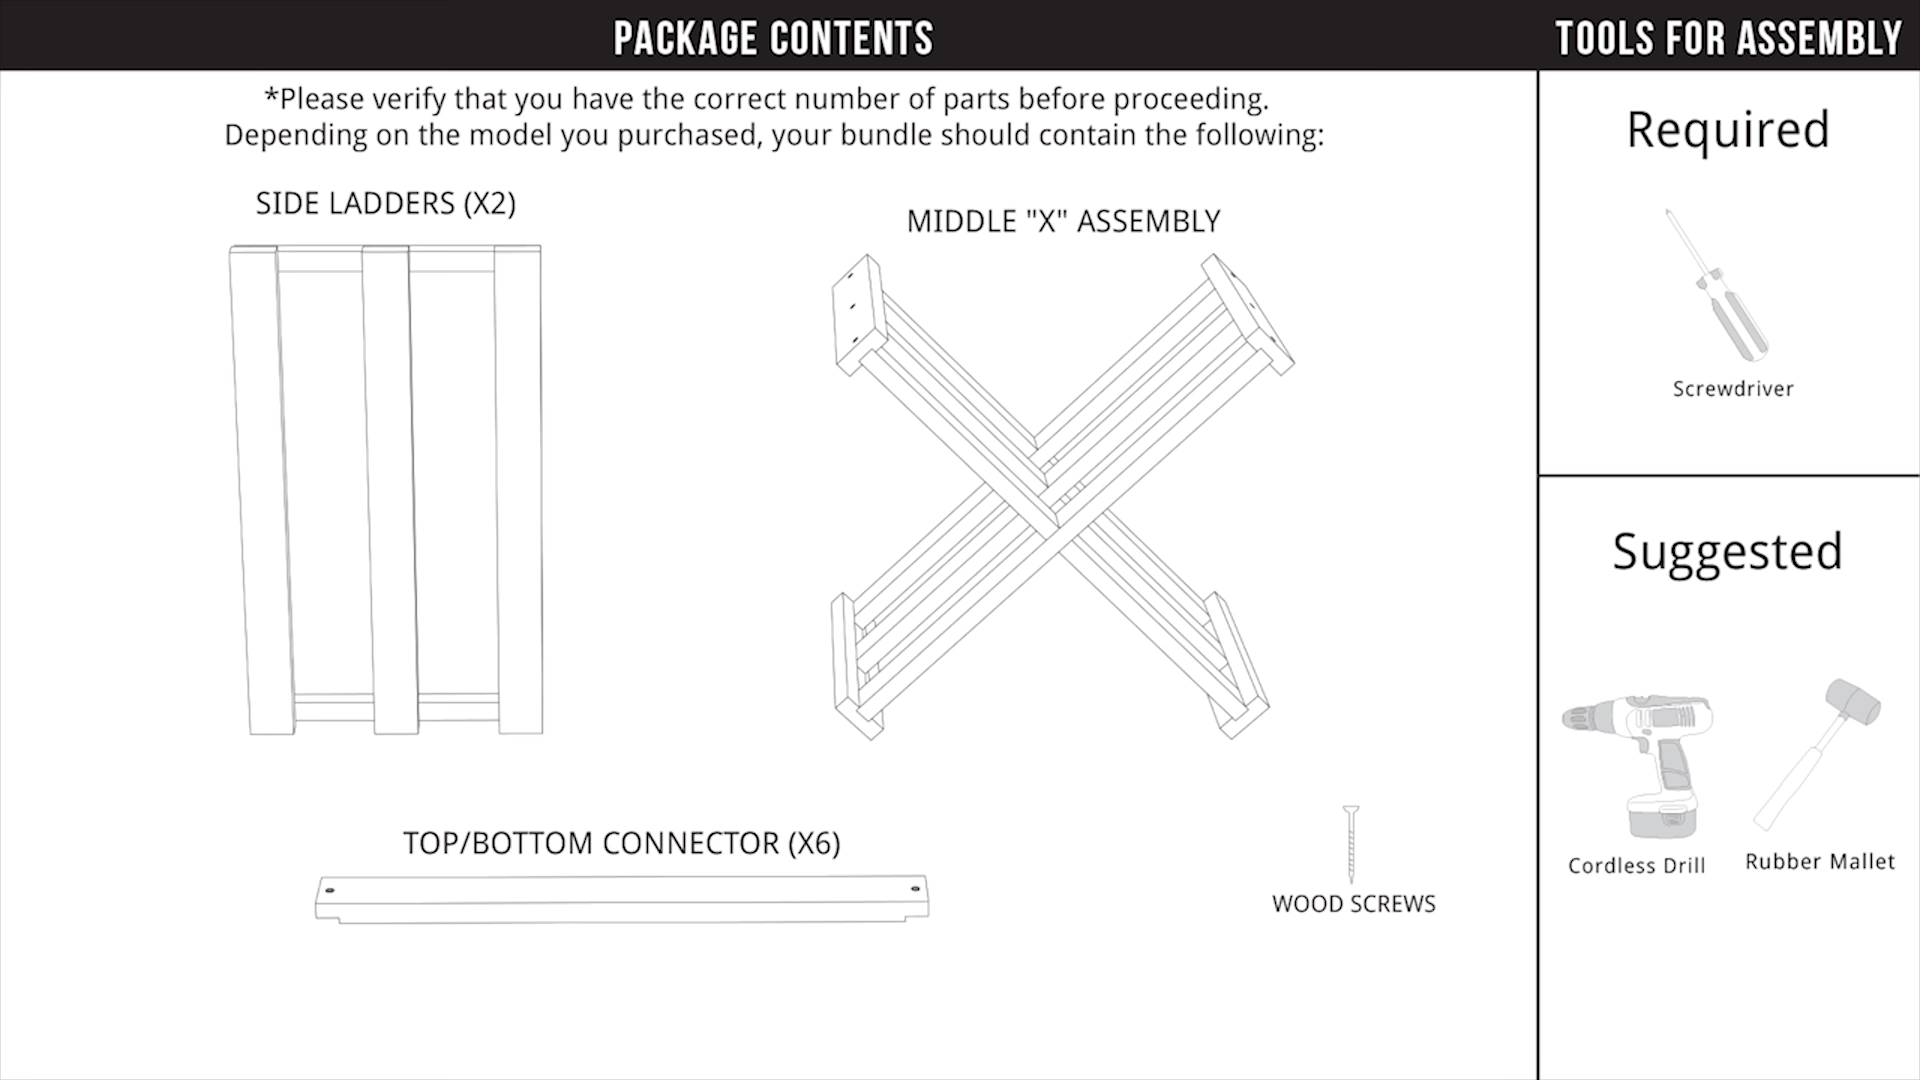 PACKAGE CONTENTS
*Please verify that you have the correct number of parts before proceeding.
Depending on the model you purchased, your bundle should contain the following:
SIDE LADDERS (X2)
MIDDLE "X" ASSEMBLY
TOP/BOTTOM CONNECTOR (X6)
WOOD SCREWS
TOOLS FOR ASSEMBLY
Required
Screwdriver
Suggested
Cordless Drill
Rubber Mallet